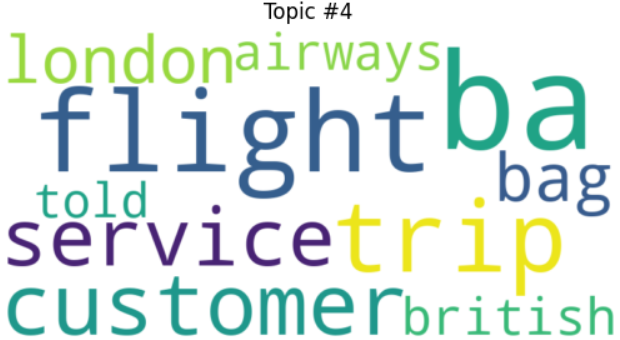 Topic #4
london airways
flight ba
bag
told
service trip
customer british